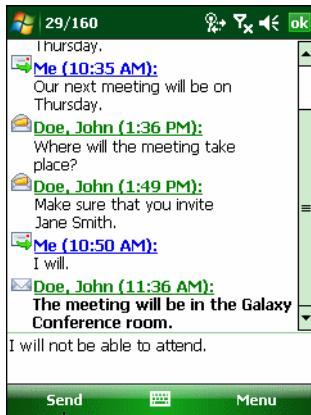 29/160
ok
Thursday.
Me (10:35 AM):
Our next meeting will be on
Thursday.
Doe, John (1:36 PM):
Where will the meeting take
place?
Doe, John (1:49 PM):
Make sure that you invite
Jane Smith.
Me (10:50 AM):
I will.
Doe, John (11:36 AM):
The meeting will be in the Galaxy
Conference room.
I will not be able to attend.
Send
Menu